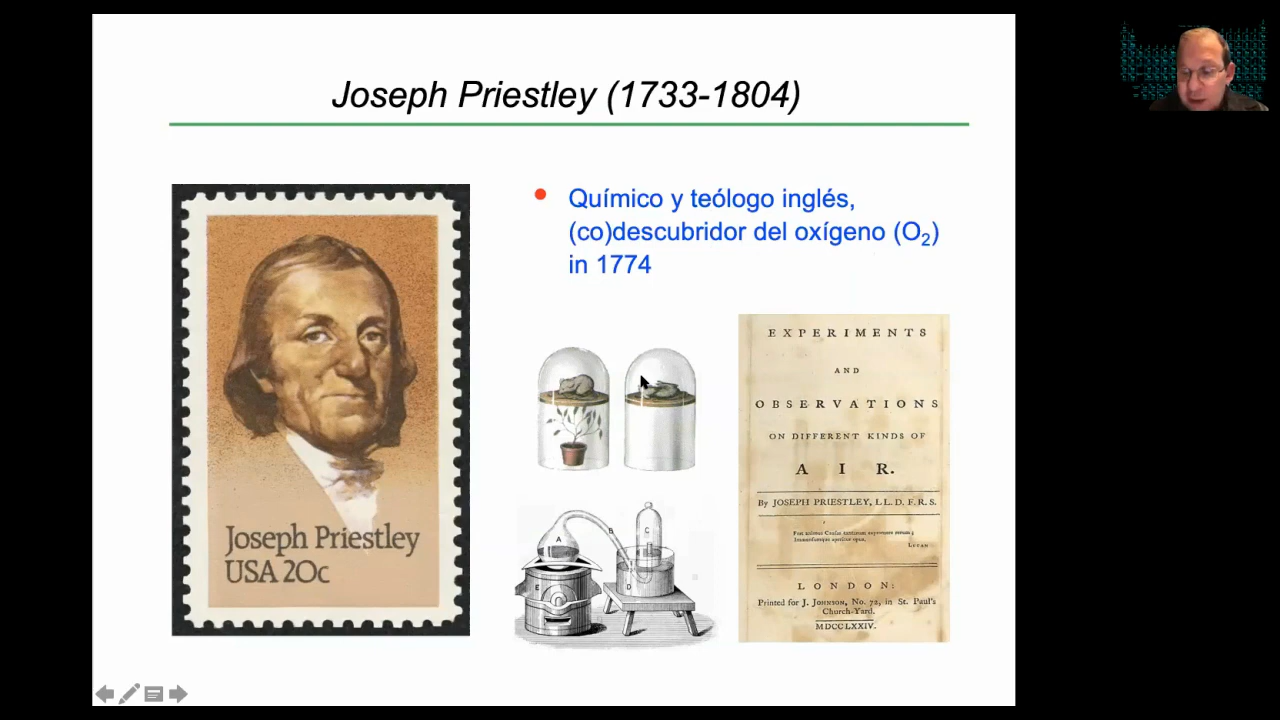 Joseph Priestley (1733-1804)
Químico y teólogo inglés,
(co)descubridor del oxígeno (O₂)
in 1774
Joseph Priestley
USA 20c
A
B
C
D
E
EXPERIMENTS
AND
OBSERVATIONS
ON DIFFERENT KINDS OF
AIR.
By JOSEPH PRIESTLEY, LL. D. F. R. S.
LONDON:
Printed for J. JOHNSON, No. 72, in St. Paul's
Church-Yard.
MDCCLXXIV.